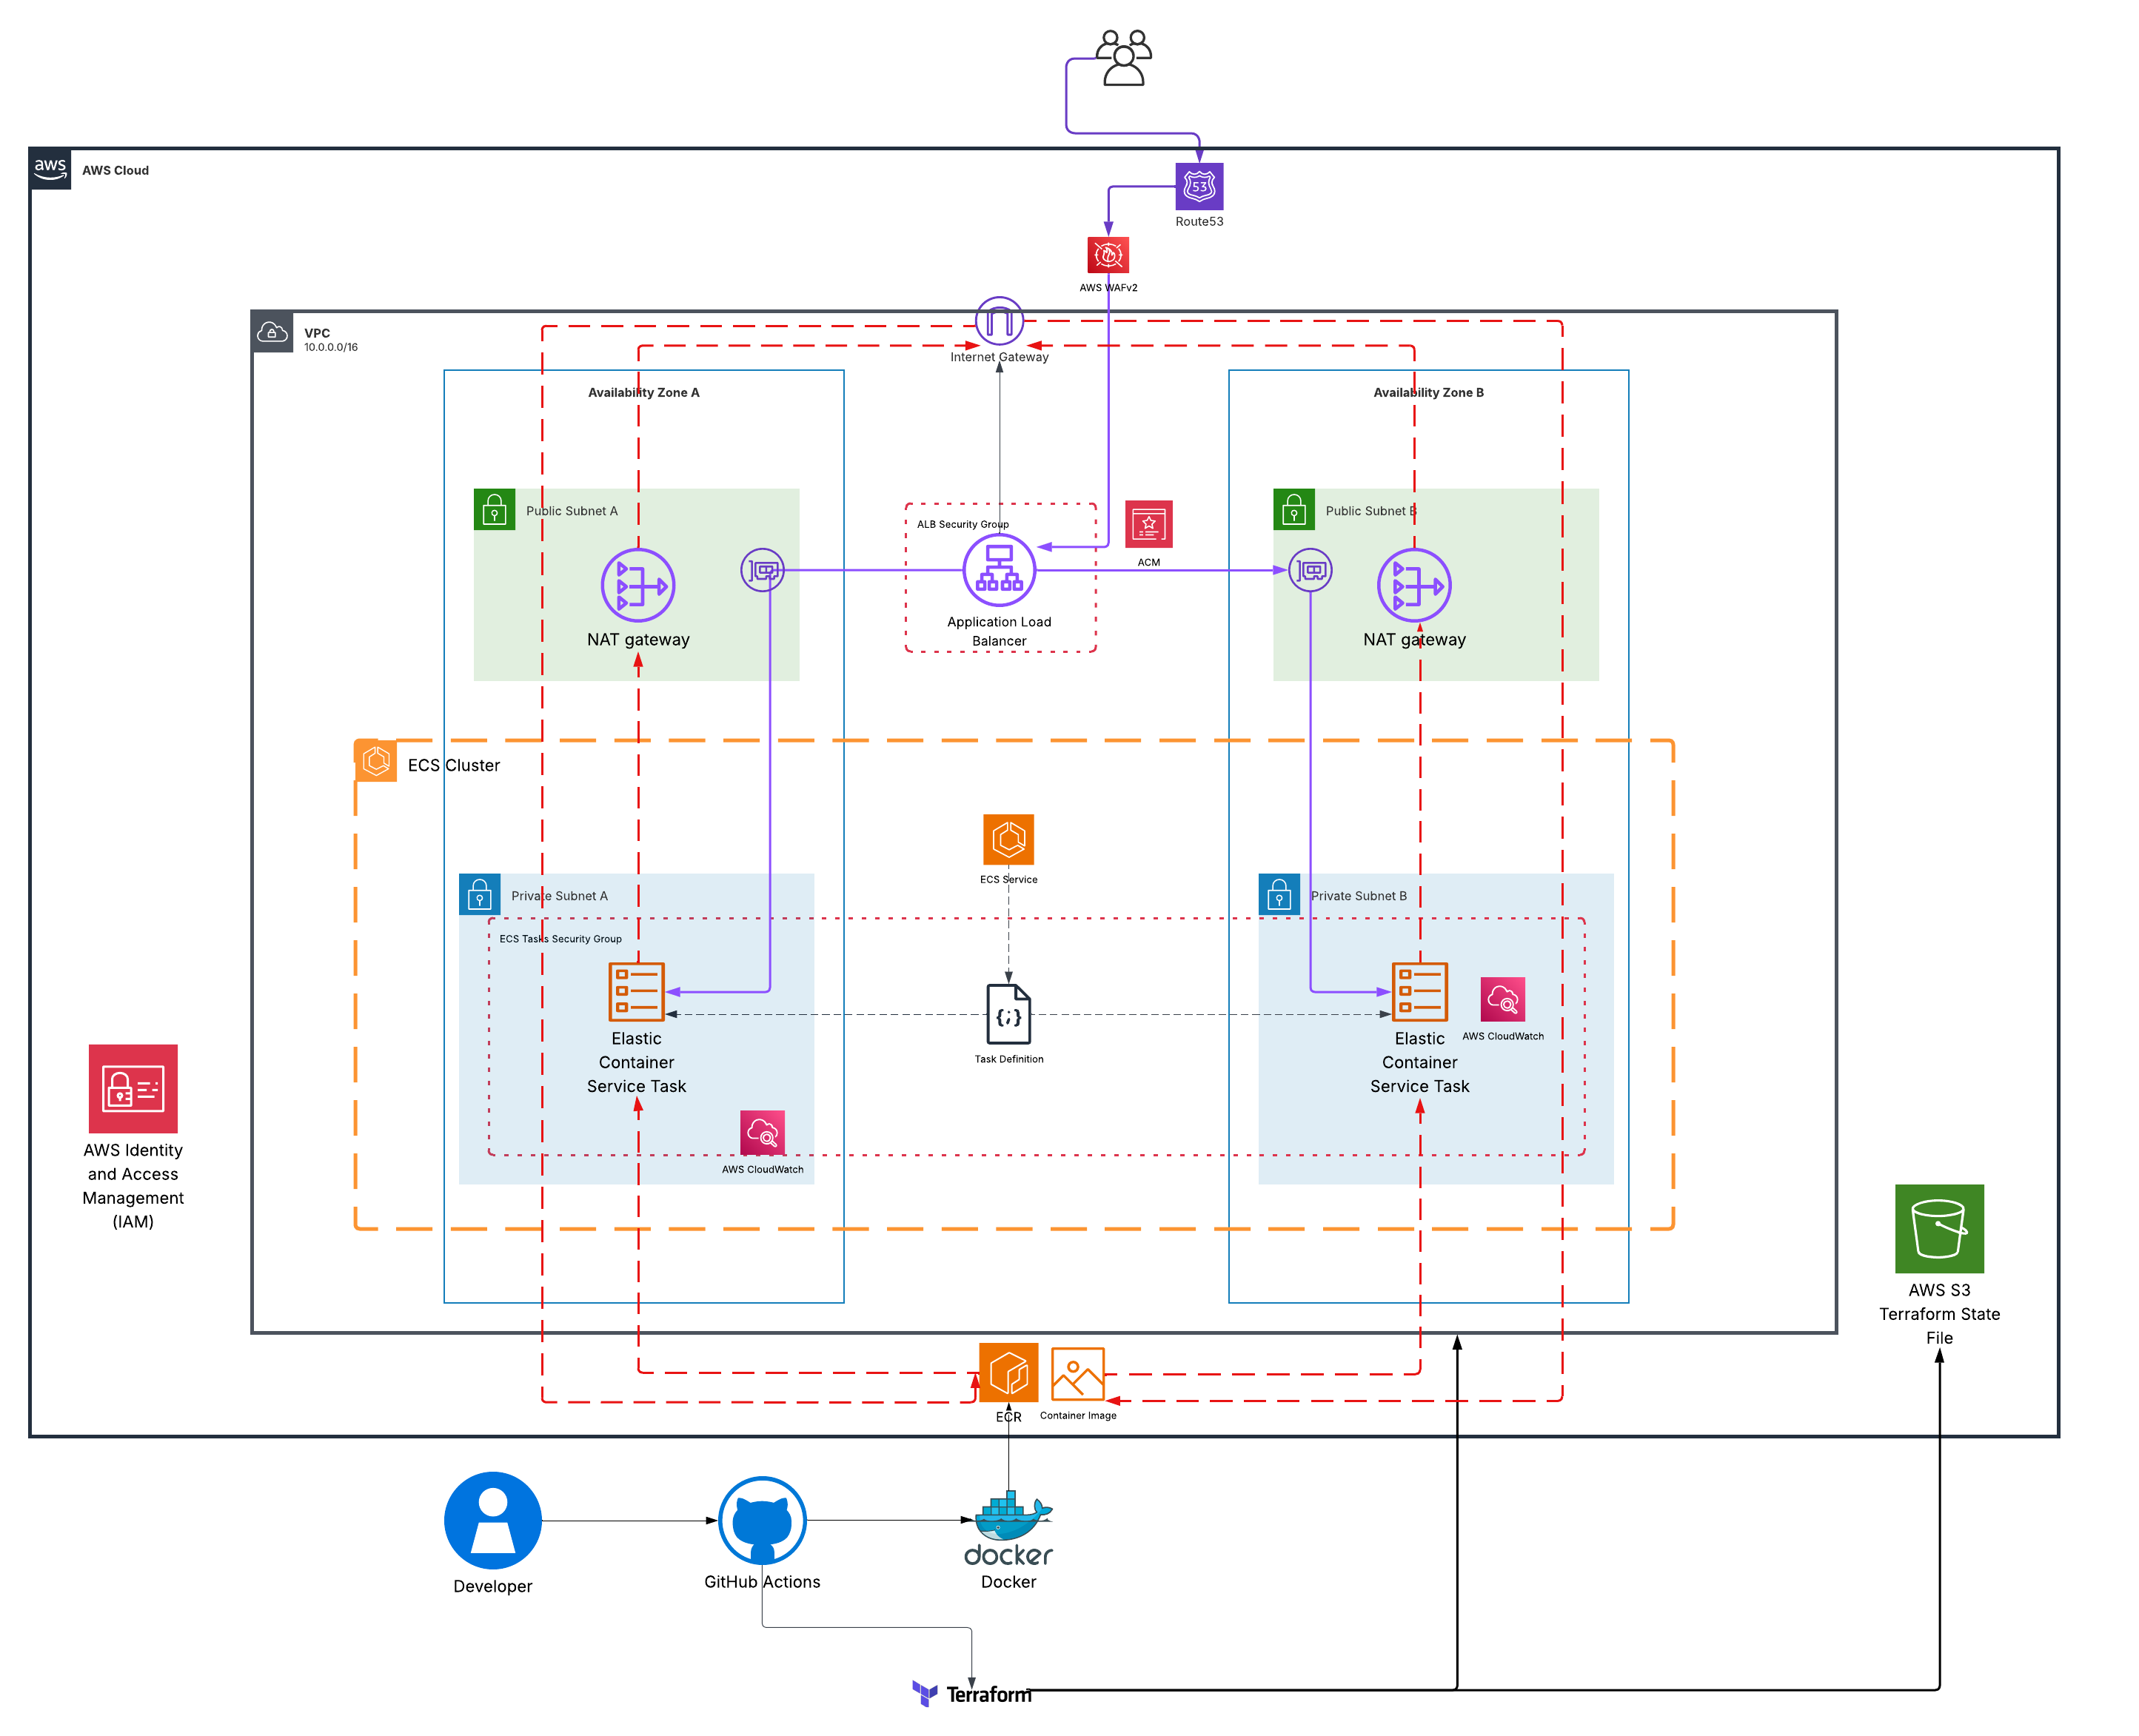 aws
AWS Cloud
53
Route53
AWS WAFv2
VPC
10.0.0.0/16
Internet Gateway
Availability Zone A
Availability Zone B
Public Subnet A
ALB Security Group
ACM
Public Subnet B
NAT gateway
Application Load
Balancer
NAT gateway
ECS Cluster
ECS Service
Private Subnet A
Private Subnet B
ECS Tasks Security Group
{;}
Elastic
Container
Service Task
Task Definition
Elastic
Container
Service Task
AWS CloudWatch
AWS CloudWatch
AWS Identity
and Access
Management
(IAM)
AWS S3
Terraform State
File
ECR
Container Image
docker
Developer
GitHub Actions
Docker
Terraform